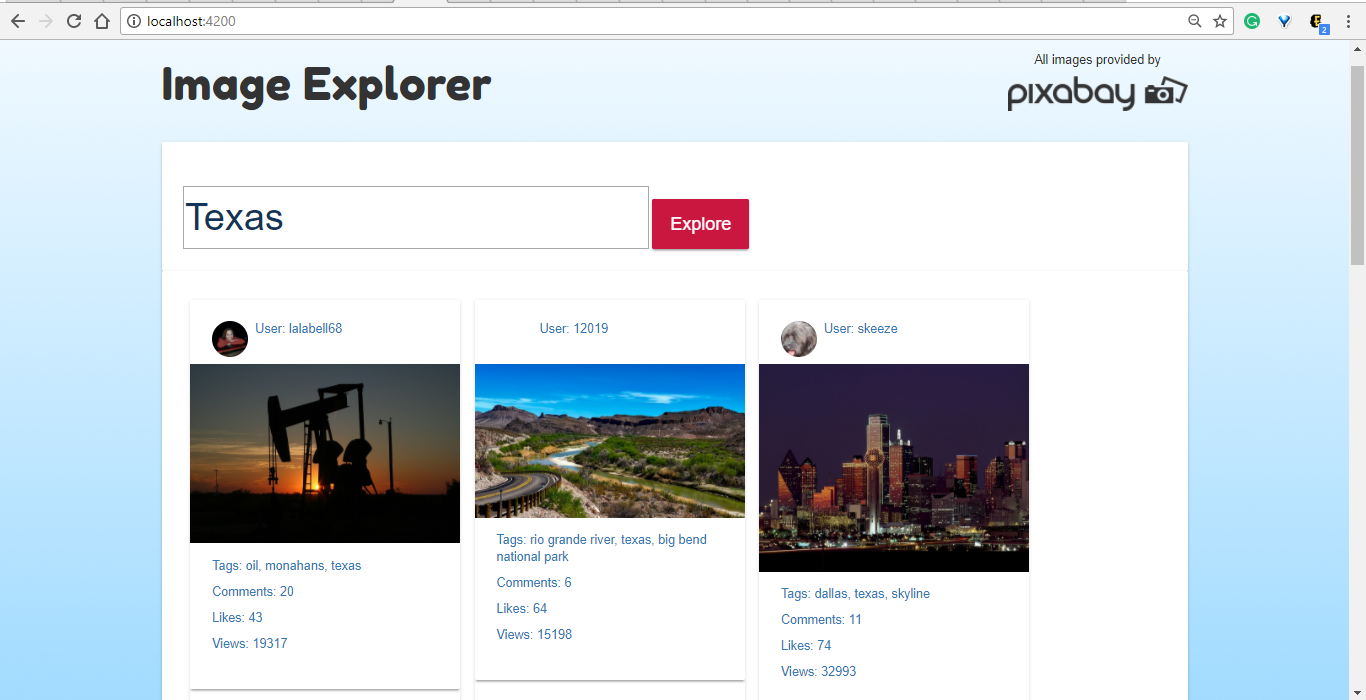 localhost:4200
2
Image Explorer
All images provided by
pixabay
Texas
Explore
User: lalabell68
Tags: oil, monahans, texas
Comments: 20
Likes: 43
Views: 19317
User: 12019
Tags: rio grande river, texas, big bend
national park
Comments: 6
Likes: 64
Views: 15198
User: skeeze
Tags: dallas, texas, skyline
Comments: 11
Likes: 74
Views: 32993